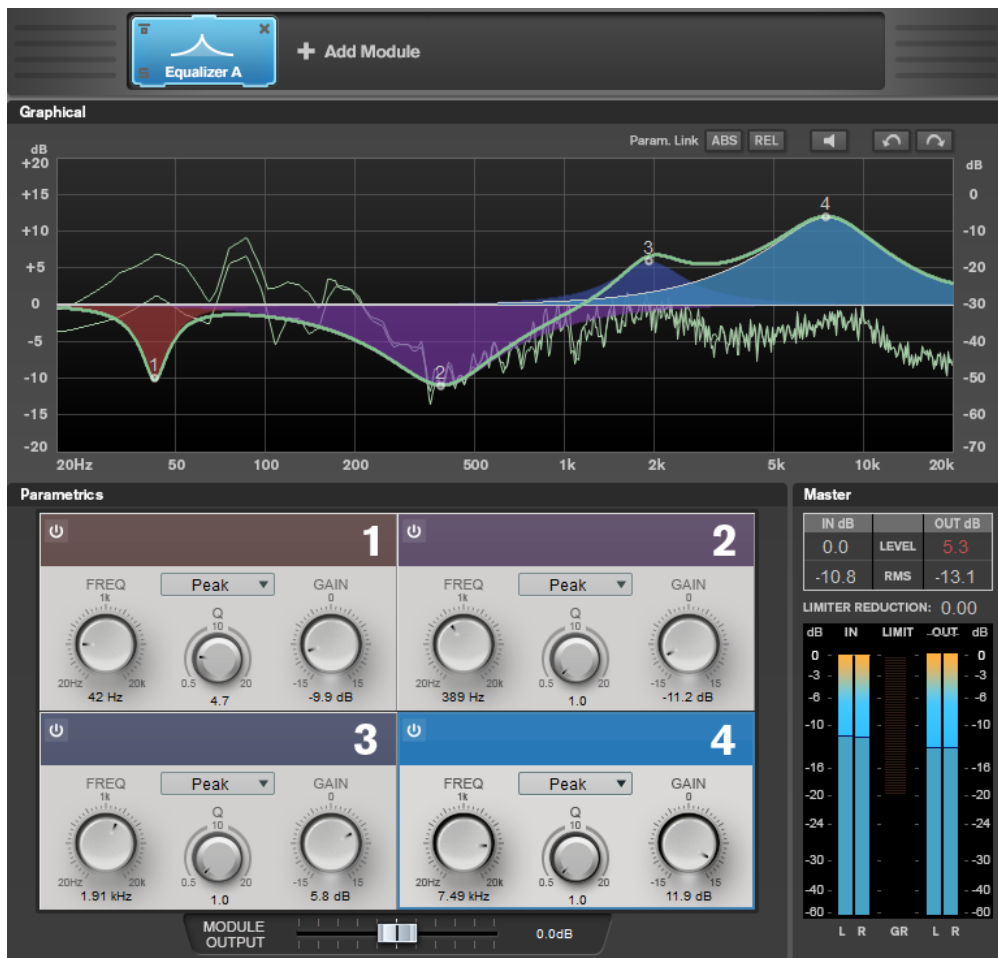 S Equalizer A
Add Module
Graphical
Param. Link ABS REL
dB
dB
+20
+15
+10
+5
0
-5
-10
-15
-20
1
2
3
4
0
-10
-20
-30
-40
-50
-60
-70
20Hz 50 100 200 500 1k 2k 5k 10k 20k
Parametrics
1
FREQ Peak GAIN
1k Q 0
10
20Hz 20k 0.5 20 -15 15
42 Hz 4.7 -9.9 dB
2
FREQ Peak GAIN
1k Q 0
10
20Hz 20k 0.5 20 -15 15
389 Hz 1.0 -11.2 dB
3
FREQ Peak GAIN
1k Q 0
10
20Hz 20k 0.5 20 -15 15
1.91 kHz 1.0 5.8 dB
4
FREQ Peak GAIN
1k Q 0
10
20Hz 20k 0.5 20 -15 15
7.49 kHz 1.0 11.9 dB
MODULE
OUTPUT
0.0dB
Master
IN dB OUT dB
0.0 LEVEL 5.3
-10.8 RMS -13.1
LIMITER REDUCTION: 0.00
dB IN LIMIT OUT dB
0 0
-3 -3
-6 -6
-10 -10
-16 -16
-20 -20
-24 -24
-30 -30
-40 -40
-60 -60
L R GR L R